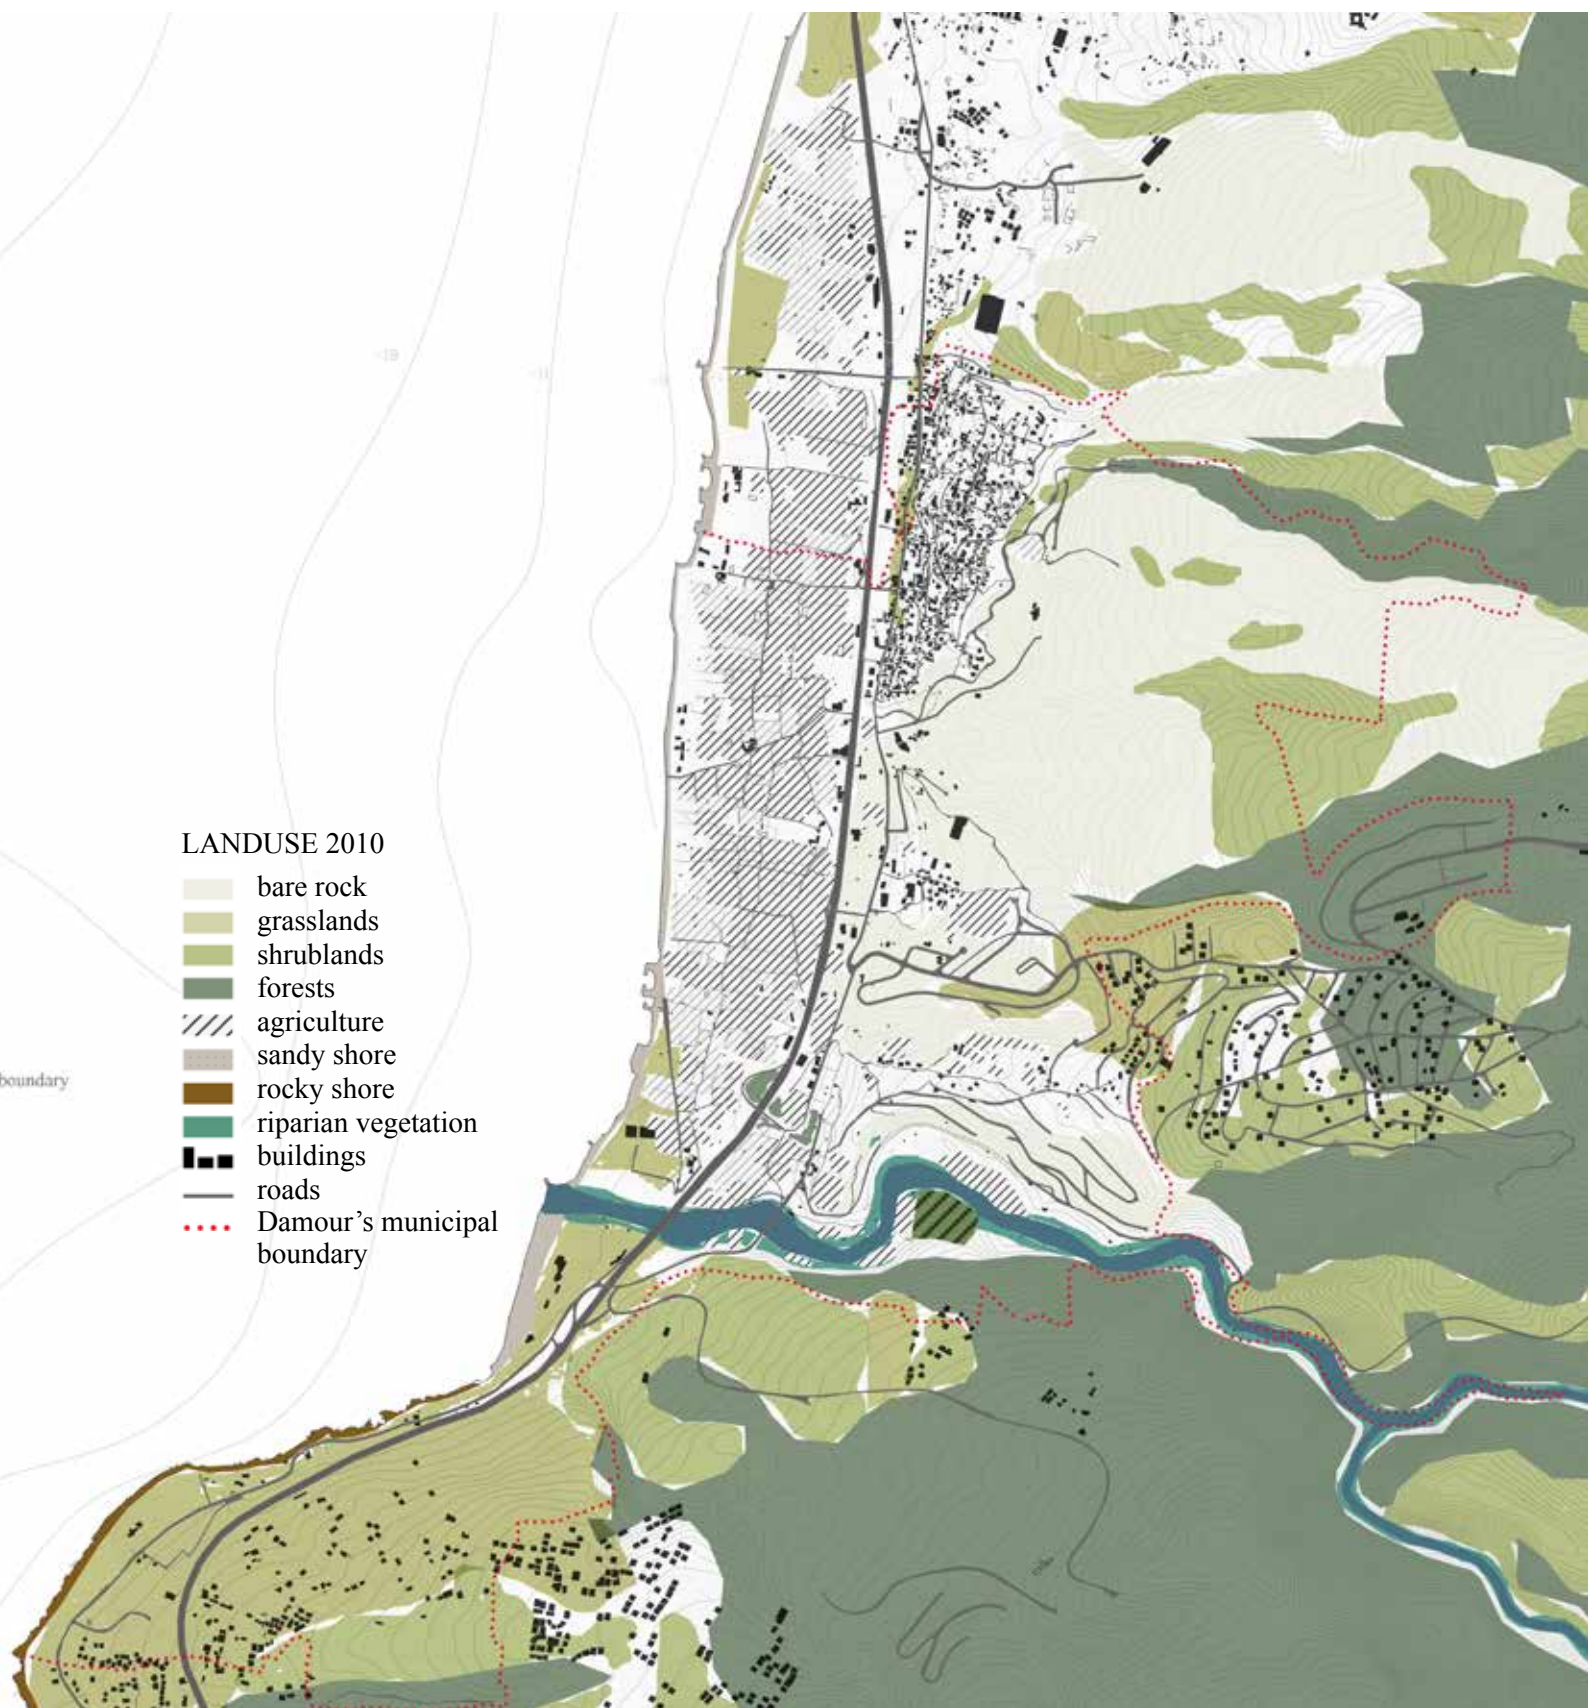 LANDUSE 2010
bare rock
grasslands
shrublands
forests
agriculture
sandy shore
rocky shore
riparian vegetation
buildings
roads
Damour's municipal
boundary
boundary